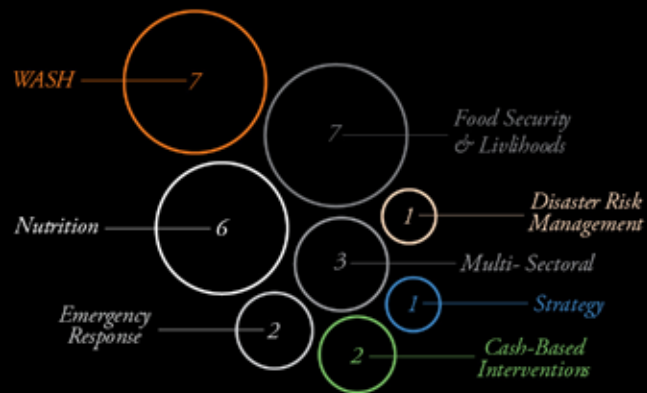 WASH
7
7
Food Security
& Livlihoods
1
Disaster Risk
Management
Nutrition
6
3
Multi- Sectoral
1
Strategy
Emergency
Response
2
2
Cash-Based
Interventions